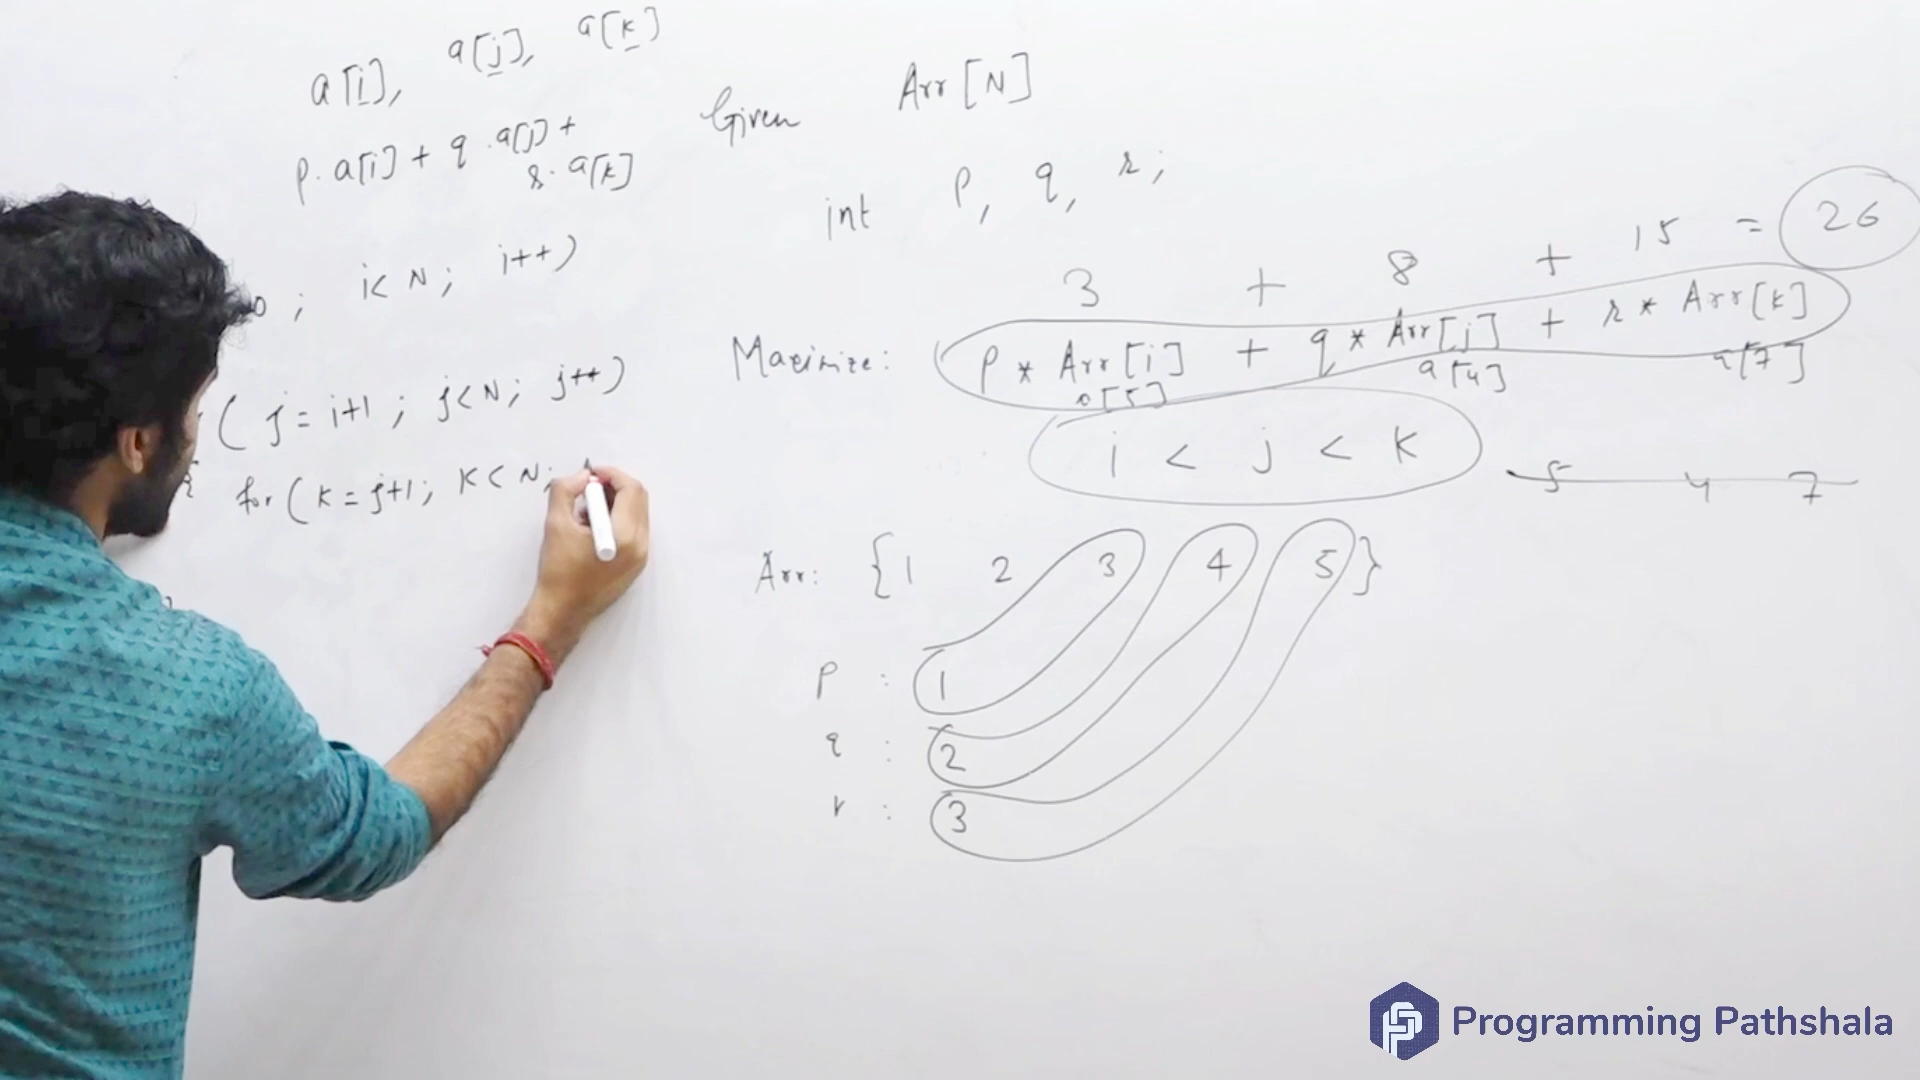 a[i], a[j], a[k]
p·a[i] + q·a[j] +
r·a[k]
0 ; i< N ; i++)
( j = i+1 ; j<N ; j++)
for ( k = j+1 ; k < N ;
Given Arr [N]
int p, q, r ;
3 + 8 + 15 = 26
Maximize: p * Arr[i] + q * Arr[j] + r * Arr[k]
a[5] a[4] a[7]
i < j < k
5 4 7
Arr: {1 2 3 4 5}
p : 1
q : 2
r : 3
Programming Pathshala